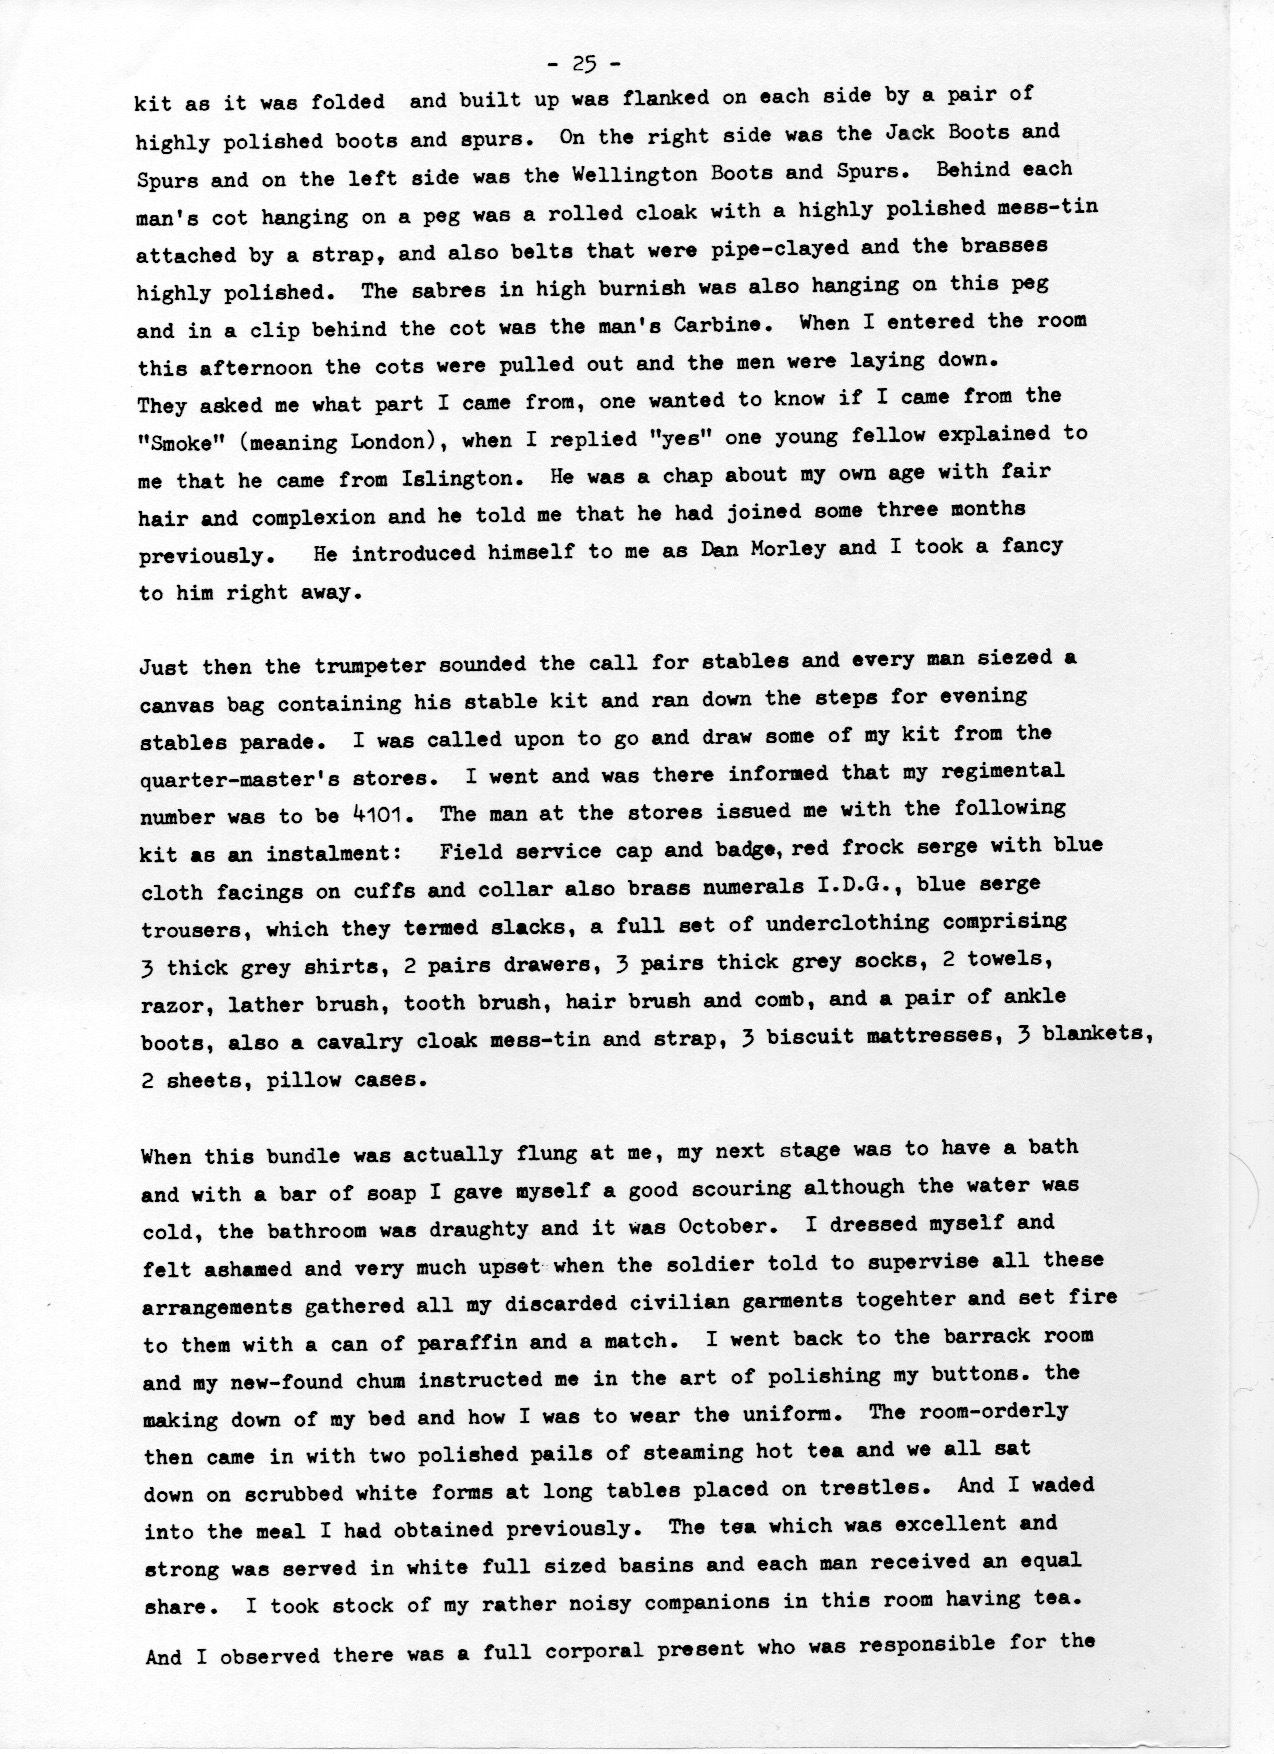 - 25 -
kit as it was folded  and built up was flanked on each side by a pair of
highly polished boots and spurs.  On the right side was the Jack Boots and
Spurs and on the left side was the Wellington Boots and Spurs.  Behind each
man's cot hanging on a peg was a rolled cloak with a highly polished mess-tin
attached by a strap, and also belts that were pipe-clayed and the brasses
highly polished.  The sabres in high burnish was also hanging on this peg
and in a clip behind the cot was the man's Carbine.  When I entered the room
this afternoon the cots were pulled out and the men were laying down.
They asked me what part I came from, one wanted to know if I came from the
"Smoke" (meaning London), when I replied "yes" one young fellow explained to
me that he came from Islington.  He was a chap about my own age with fair
hair and complexion and he told me that he had joined some three months
previously.   He introduced himself to me as Dan Morley and I took a fancy
to him right away.

Just then the trumpeter sounded the call for stables and every man siezed a
canvas bag containing his stable kit and ran down the steps for evening
stables parade.  I was called upon to go and draw some of my kit from the
quarter-master's stores.  I went and was there informed that my regimental
number was to be 4101.  The man at the stores issued me with the following
kit as an instalment:   Field service cap and badge, red frock serge with blue
cloth facings on cuffs and collar also brass numerals I.D.G., blue serge
trousers, which they termed slacks, a full set of underclothing comprising
3 thick grey shirts, 2 pairs drawers, 3 pairs thick grey socks, 2 towels,
razor, lather brush, tooth brush, hair brush and comb, and a pair of ankle
boots, also a cavalry cloak mess-tin and strap, 3 biscuit mattresses, 3 blankets,
2 sheets, pillow cases.

When this bundle was actually flung at me, my next stage was to have a bath
and with a bar of soap I gave myself a good scouring although the water was
cold, the bathroom was draughty and it was October.  I dressed myself and
felt ashamed and very much upset when the soldier told to supervise all these
arrangements gathered all my discarded civilian garments togehter and set fire
to them with a can of paraffin and a match.  I went back to the barrack room
and my new-found chum instructed me in the art of polishing my buttons. the
making down of my bed and how I was to wear the uniform.  The room-orderly
then came in with two polished pails of steaming hot tea and we all sat
down on scrubbed white forms at long tables placed on trestles.  And I waded
into the meal I had obtained previously.  The tea which was excellent and
strong was served in white full sized basins and each man received an equal
share.  I took stock of my rather noisy companions in this room having tea.
And I observed there was a full corporal present who was responsible for the